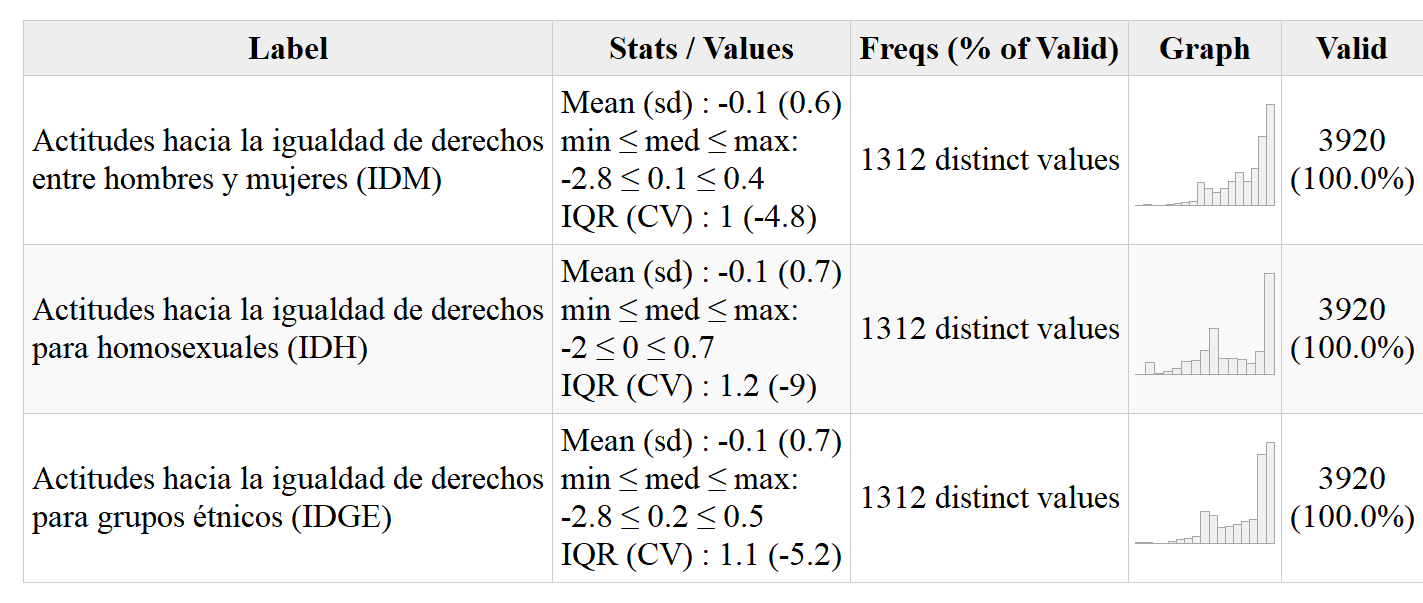 Label Stats / Values Freqs (% of Valid) Graph Valid
Actitudes hacia la igualdad de derechos
entre hombres y mujeres (IDM)
Mean (sd) : -0.1 (0.6)
min ≤ med ≤ max:
-2.8 ≤ 0.1 ≤ 0.4
IQR (CV) : 1 (-4.8)
1312 distinct values
3920
(100.0%)
Actitudes hacia la igualdad de derechos
para homosexuales (IDH)
Mean (sd) : -0.1 (0.7)
min ≤ med ≤ max:
-2 ≤ 0 ≤ 0.7
IQR (CV) : 1.2 (-9)
1312 distinct values
3920
(100.0%)
Actitudes hacia la igualdad de derechos
para grupos étnicos (IDGE)
Mean (sd) : -0.1 (0.7)
min ≤ med ≤ max:
-2.8 ≤ 0.2 ≤ 0.5
IQR (CV) : 1.1 (-5.2)
1312 distinct values
3920
(100.0%)